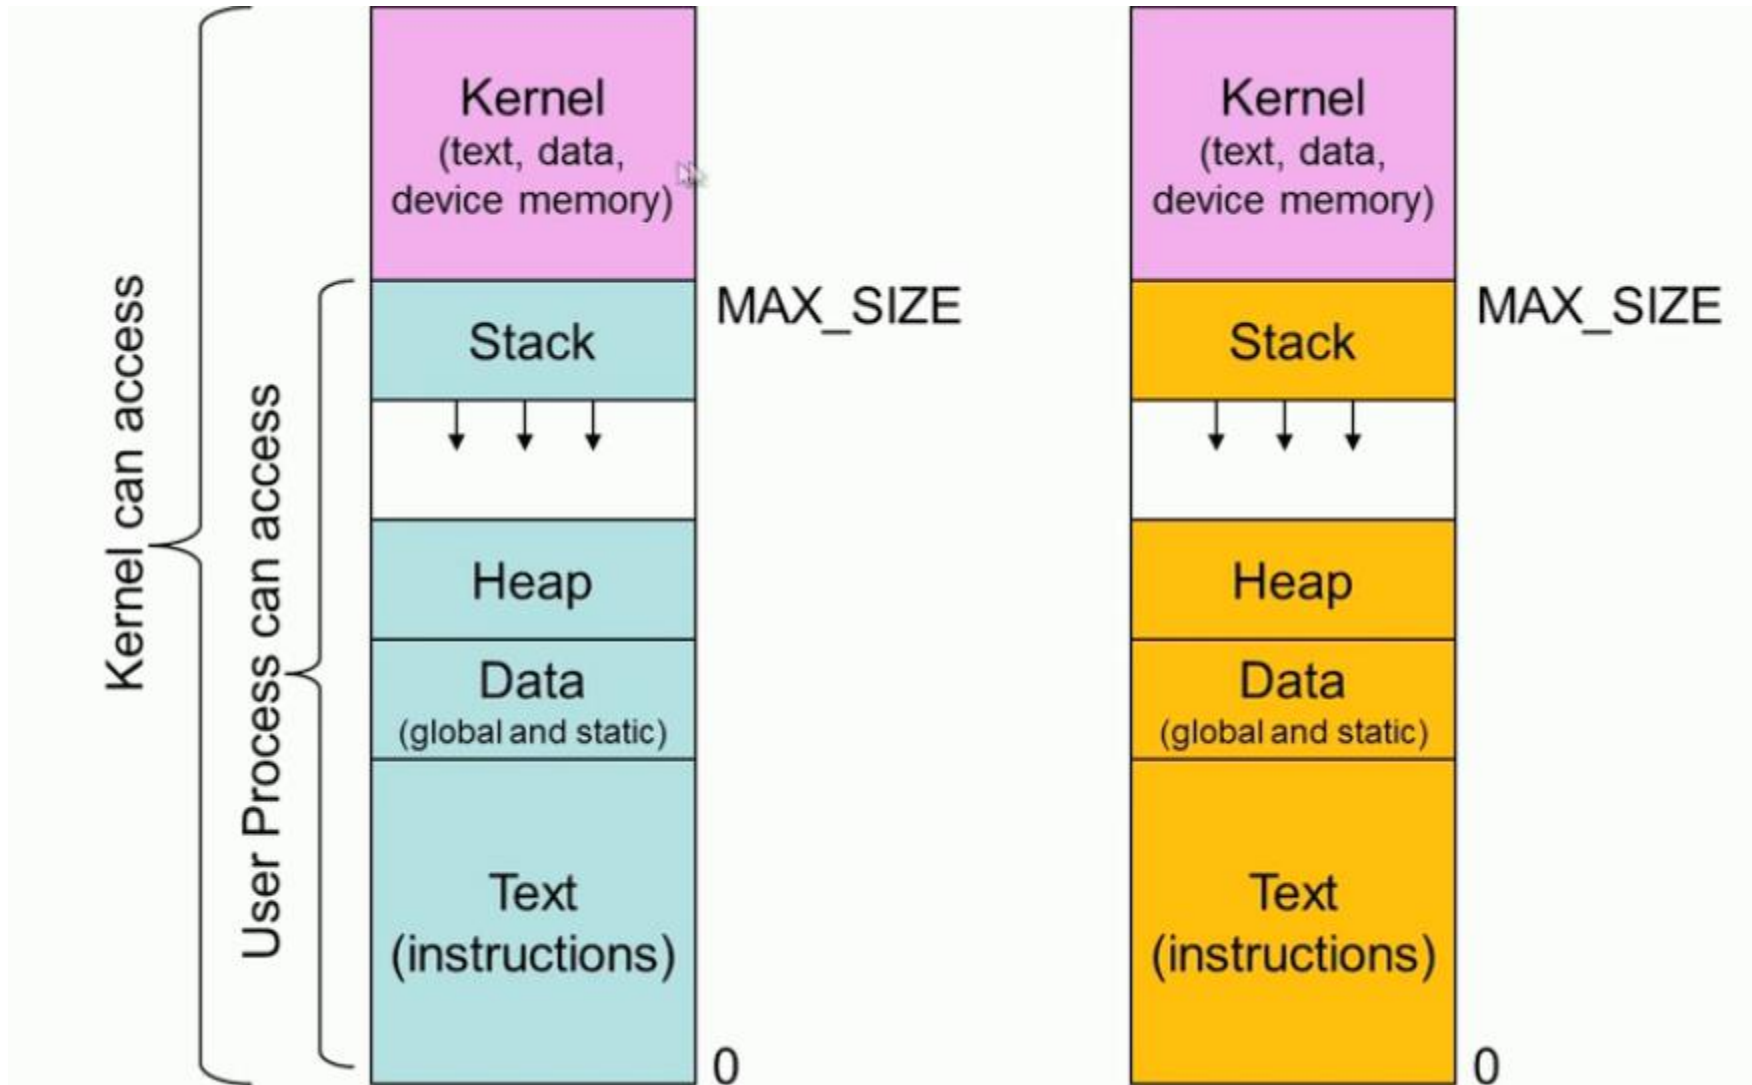 Kernel can access
User Process can access
Kernel
(text, data,
device memory)
MAX_SIZE
Stack
Heap
Data
(global and static)
Text
(instructions)
0
Kernel
(text, data,
device memory)
MAX_SIZE
Stack
Heap
Data
(global and static)
Text
(instructions)
0